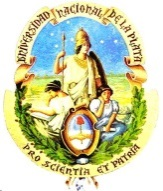 UNIVERSIDAD NACIONAL DE LA PLATA
PRO SCIENTIA ET PATRIA